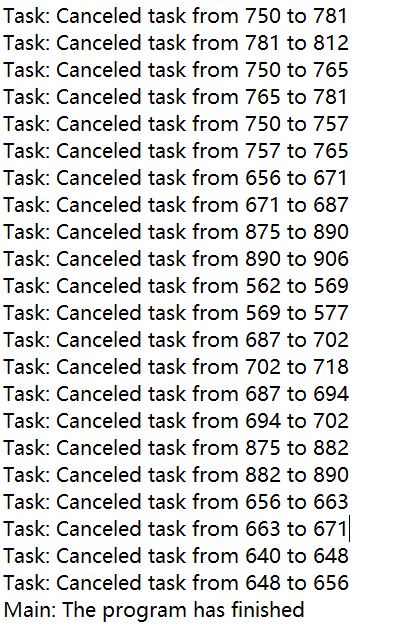 Task: Canceled task from 750 to 781
Task: Canceled task from 781 to 812
Task: Canceled task from 750 to 765
Task: Canceled task from 765 to 781
Task: Canceled task from 750 to 757
Task: Canceled task from 757 to 765
Task: Canceled task from 656 to 671
Task: Canceled task from 671 to 687
Task: Canceled task from 875 to 890
Task: Canceled task from 890 to 906
Task: Canceled task from 562 to 569
Task: Canceled task from 569 to 577
Task: Canceled task from 687 to 702
Task: Canceled task from 702 to 718
Task: Canceled task from 687 to 694
Task: Canceled task from 694 to 702
Task: Canceled task from 875 to 882
Task: Canceled task from 882 to 890
Task: Canceled task from 656 to 663
Task: Canceled task from 663 to 671
Task: Canceled task from 640 to 648
Task: Canceled task from 648 to 656
Main: The program has finished